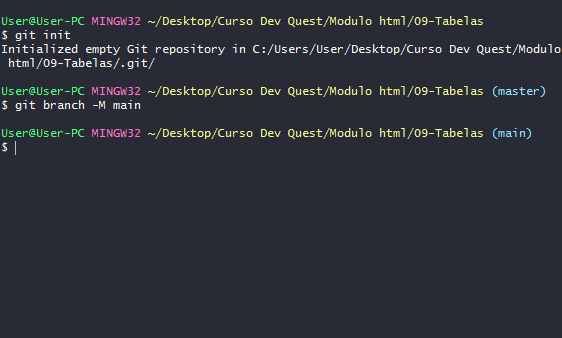 User@User-PC MINGW32 ~/Desktop/Curso Dev Quest/Modulo html/09-Tabelas
$ git init
Initialized empty Git repository in C:/Users/User/Desktop/Curso Dev Quest/Modulo
 html/09-Tabelas/.git/
User@User-PC MINGW32 ~/Desktop/Curso Dev Quest/Modulo html/09-Tabelas (master)
$ git branch -M main
User@User-PC MINGW32 ~/Desktop/Curso Dev Quest/Modulo html/09-Tabelas (main)
$